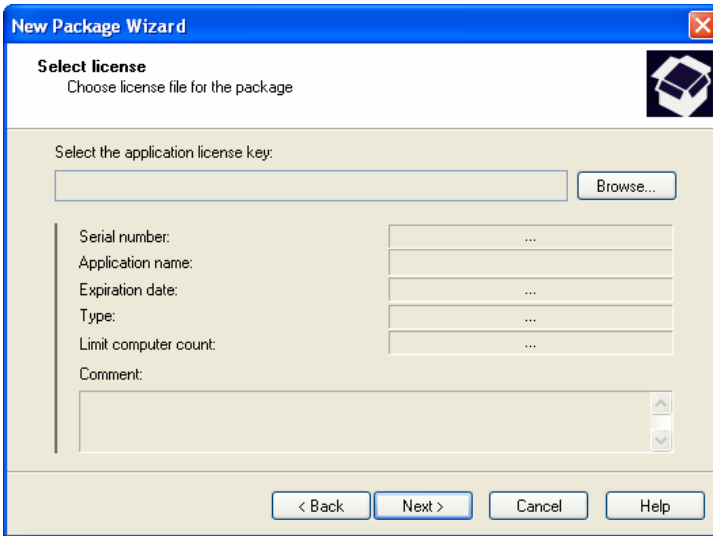 New Package Wizard
Select license
Choose license file for the package
Select the application license key:
Browse...
Serial number: ...
Application name:
Expiration date: ...
Type: ...
Limit computer count: ...
Comment:
< Back Next > Cancel Help